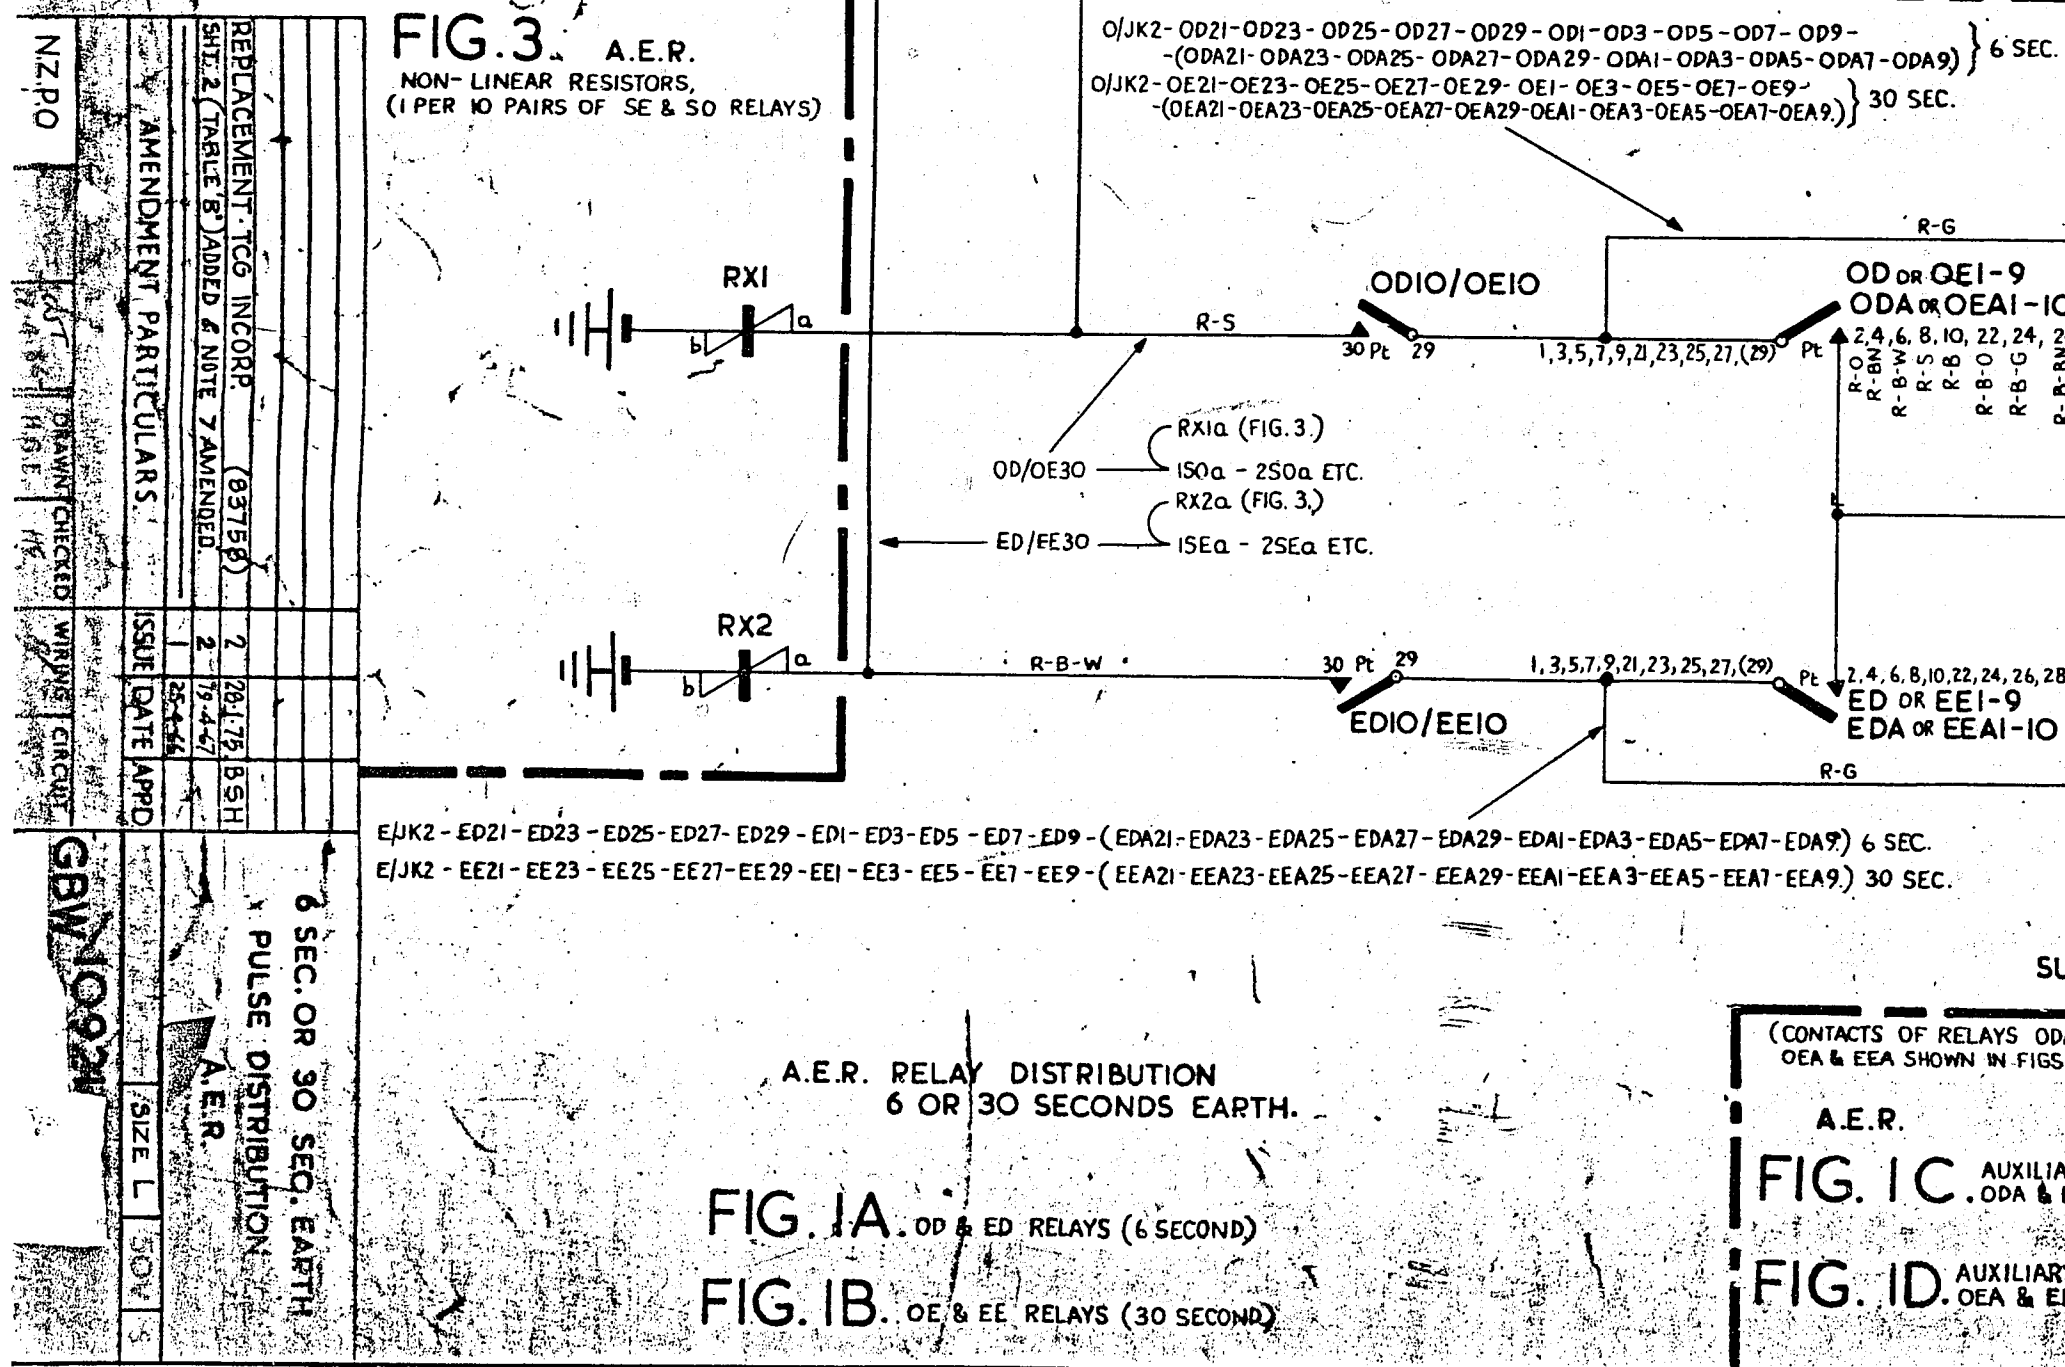 FIG.3. A.E.R.
NON-LINEAR RESISTORS,
(1 PER 10 PAIRS OF SE & SO RELAYS)
O/JK2-OD21-OD23-OD25-OD27-OD29-OD1-OD3-OD5-OD7-OD9-
-(ODA21-ODA23-ODA25-ODA27-ODA29-ODA1-ODA3-ODA5-ODA7-ODA9) } 6 SEC.
O/JK2-OE21-OE23-OE25-OE27-OE29-OE1-OE3-OE5-OE7-OE9-
-(OEA21-OEA23-OEA25-OEA27-OEA29-OEA1-OEA3-OEA5-OEA7-OEA9.) } 30 SEC.
R-G
RX1
a
b
R-S
OD10/OE10
30 Pt 29
1,3,5,7,9,21,23,25,27,(29)
Pt
OD OR OE1-9
ODA OR OEA1-10
2,4,6,8,10,22,24,
R-O
R-BN
R-B-W
R-S
R-B
R-B-O
R-B-G
R-B-BN
RX1a (FIG.3.)
OD/OE30
1SOa - 2SOa ETC.
RX2a (FIG.3.)
ED/EE30
1SEa - 2SEa ETC.
RX2
a
b
R-B-W
30 Pt 29
ED10/EE10
1,3,5,7,9,21,23,25,27,(29)
Pt
2,4,6,8,10,22,24,26,28
ED OR EE1-9
EDA OR EEA1-10
R-G
E/JK2-ED21-ED23-ED25-ED27-ED29-ED1-ED3-ED5-ED7-ED9-(EDA21-EDA23-EDA25-EDA27-EDA29-EDA1-EDA3-EDA5-EDA7-EDA9.) 6 SEC.
E/JK2-EE21-EE23-EE25-EE27-EE29-EE1-EE3-EE5-EE7-EE9-(EEA21-EEA23-EEA25-EEA27-EEA29-EEA1-EEA3-EEA5-EEA7-EEA9.) 30 SEC.
A.E.R. RELAY DISTRIBUTION
6 OR 30 SECONDS EARTH.
FIG. 1A. OD & ED RELAYS (6 SECOND)
FIG. 1B. OE & EE RELAYS (30 SECOND)
SU
(CONTACTS OF RELAYS OD
OEA & EEA SHOWN IN FIGS
A.E.R.
FIG. 1C. AUXILIA
ODA &
FIG. 1D. AUXILIAR
OEA & E
REPLACEMENT TCG INCORP. (83758) 2 20.1.75 BSH
SHT. 2 (TABLE 'B') ADDED & NOTE 7 AMENDED. 2 19-4-67
1 25-4-66
AMENDMENT PARTICULARS. ISSUE DATE APPD
N.Z.P.O
DRAWN CHECKED WIRING CIRCUIT
6 SEC. OR 30 SEC. EARTH
PULSE DISTRIBUTION
A.E.R.
SIZE L